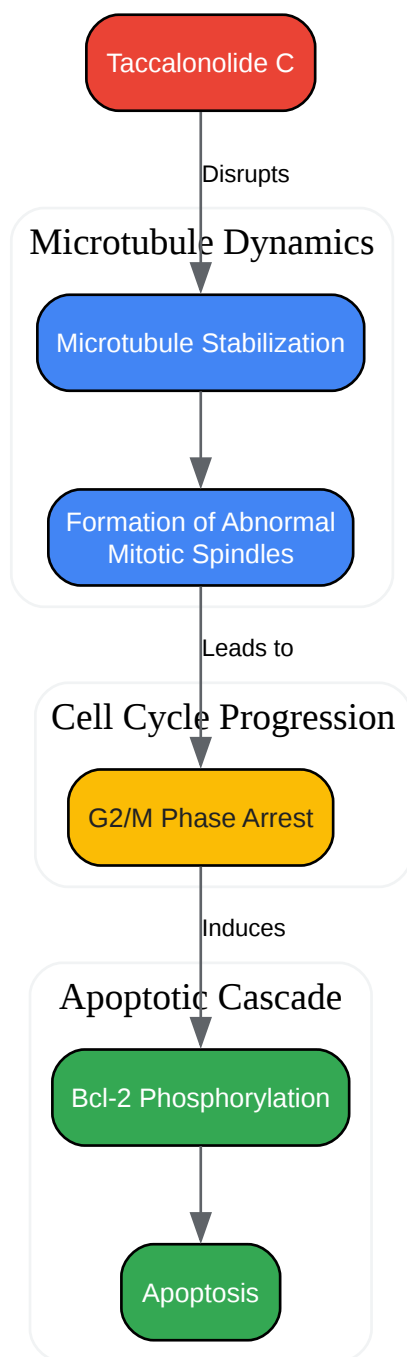 Taccalonolide C
Disrupts
Microtubule Dynamics
Microtubule Stabilization
Formation of Abnormal
Mitotic Spindles
Leads to
Cell Cycle Progression
G2/M Phase Arrest
Induces
Apoptotic Cascade
Bcl-2 Phosphorylation
Apoptosis